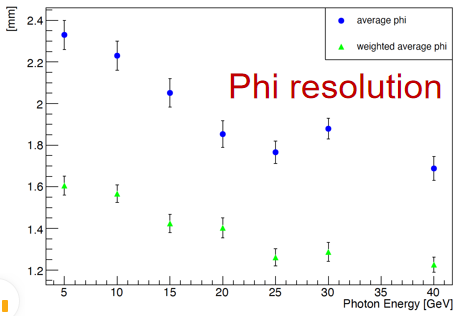 [mm]
average phi
weighted average phi
Phi resolution
2.4
2.2
2
1.8
1.6
1.4
1.2
5 10 15 20 25 30 35 40
Photon Energy [GeV]